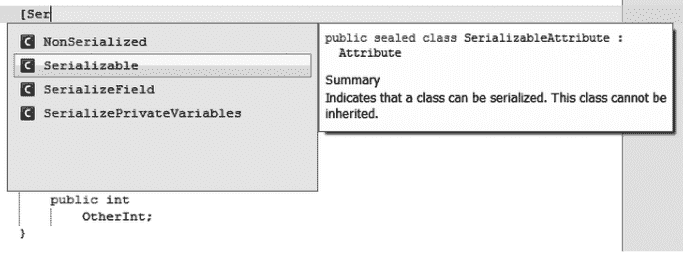 [Ser
C NonSerialized
C Serializable
C SerializeField
C SerializePrivateVariables
public sealed class SerializableAttribute :
Attribute
Summary
Indicates that a class can be serialized. This class cannot be
inherited.
public int
OtherInt;
}